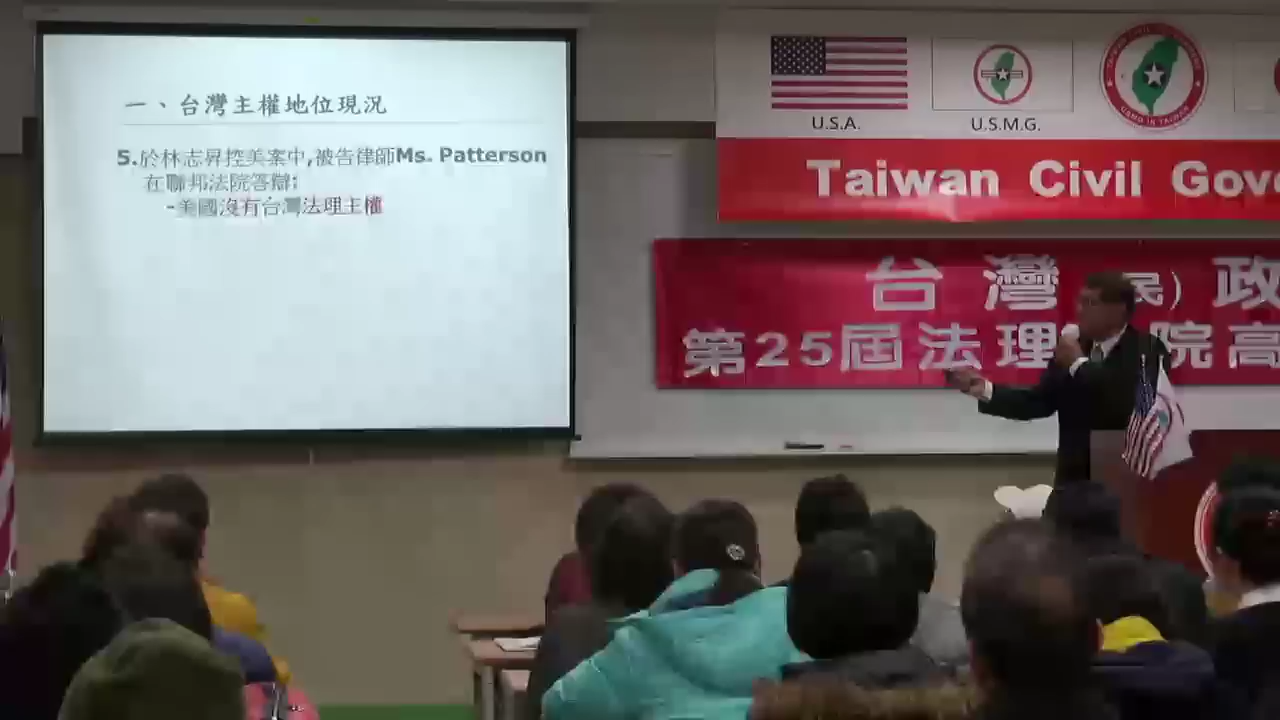 一、台灣主權地位現況
5.於林志昇控美案中,被告律師Ms. Patterson
在聯邦法院答辯:
-美國沒有台灣法理主權
U.S.A.
U.S.M.G.
Taiwan Civil Gove
台灣 民) 政
第25屆法理 院高